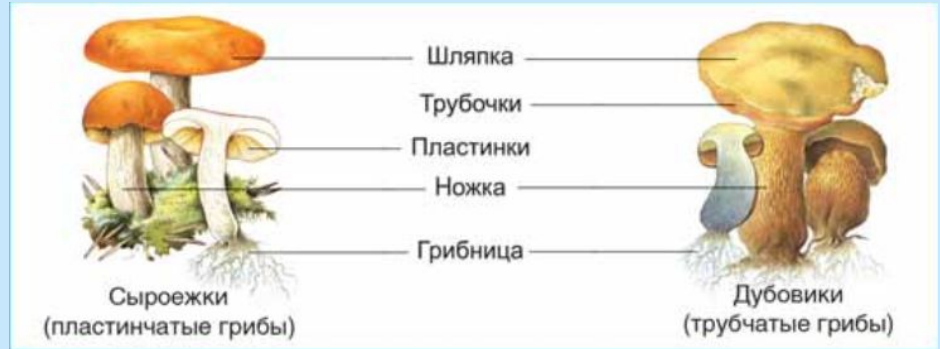 Шляпка
Трубочки
Пластинки
Ножка
Грибница
Сыроежки
(пластинчатые грибы)
Дубовики
(трубчатые грибы)